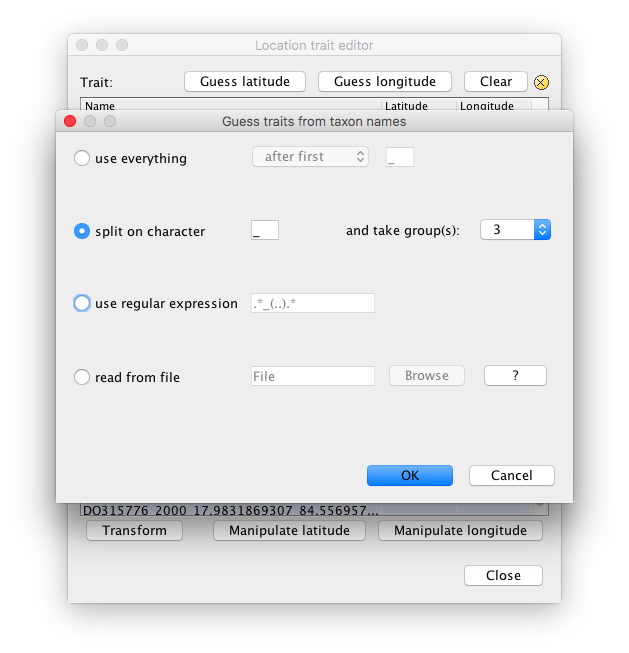 Location trait editor
Trait: Guess latitude Guess longitude Clear
Name Latitude Longitude
Guess traits from taxon names
use everything after first _
split on character _ and take group(s): 3
use regular expression .*_(..).*
read from file File Browse ?
OK Cancel
DQ315776_2000_17.9831869307_84.556957...
Transform Manipulate latitude Manipulate longitude
Close